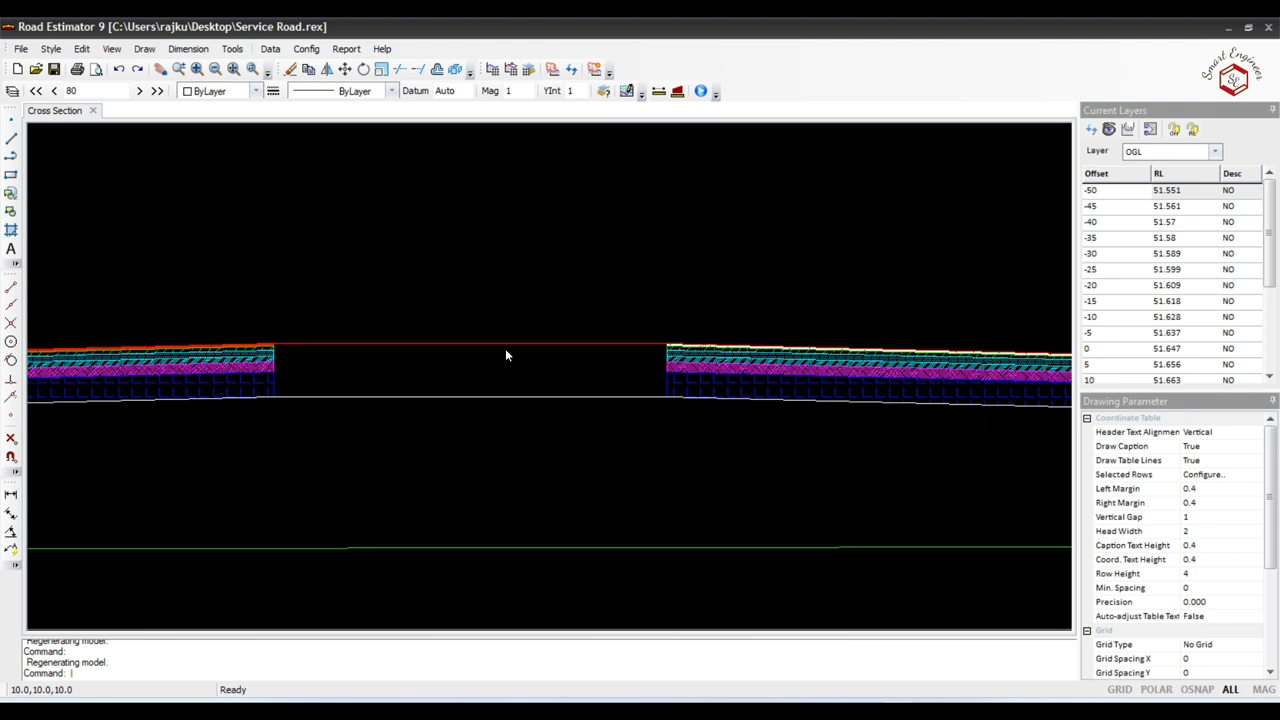 Road Estimator 9 [C:\Users\rajku\Desktop\Service Road.rex]
File Style Edit View Draw Dimension Tools Data Config Report Help
Smart Engineer
SE
80 ByLayer ByLayer Datum Auto Mag 1 YInt 1
Cross Section
Current Layers
Layer OGL
Offset RL Desc
-50 51.551 NO
-45 51.561 NO
-40 51.57 NO
-35 51.58 NO
-30 51.589 NO
-25 51.599 NO
-20 51.609 NO
-15 51.618 NO
-10 51.628 NO
-5 51.637 NO
0 51.647 NO
5 51.656 NO
10 51.663 NO
A
Drawing Parameter
Coordinate Table
Header Text Alignmen Vertical
Draw Caption True
Draw Table Lines True
Selected Rows Configure..
Left Margin 0.4
Right Margin 0.4
Vertical Gap 1
Head Width 2
Caption Text Height 0.4
Coord. Text Height 0.4
Row Height 4
Min. Spacing 0
Precision 0.000
Auto-adjust Table Text False
Grid
Grid Type No Grid
Grid Spacing X 0
Grid Spacing Y 0
Regenerating model.
Command:
Regenerating model.
Command:
10.0,10.0,10.0 Ready GRID POLAR OSNAP ALL MAG